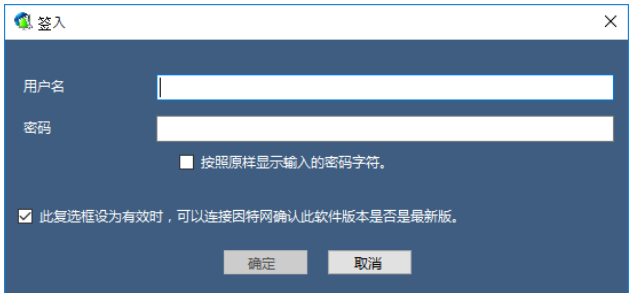 签入
用户名
密码
按照原样显示输入的密码字符。
此复选框设为有效时，可以连接因特网确认此软件版本是否是最新版。
确定 取消